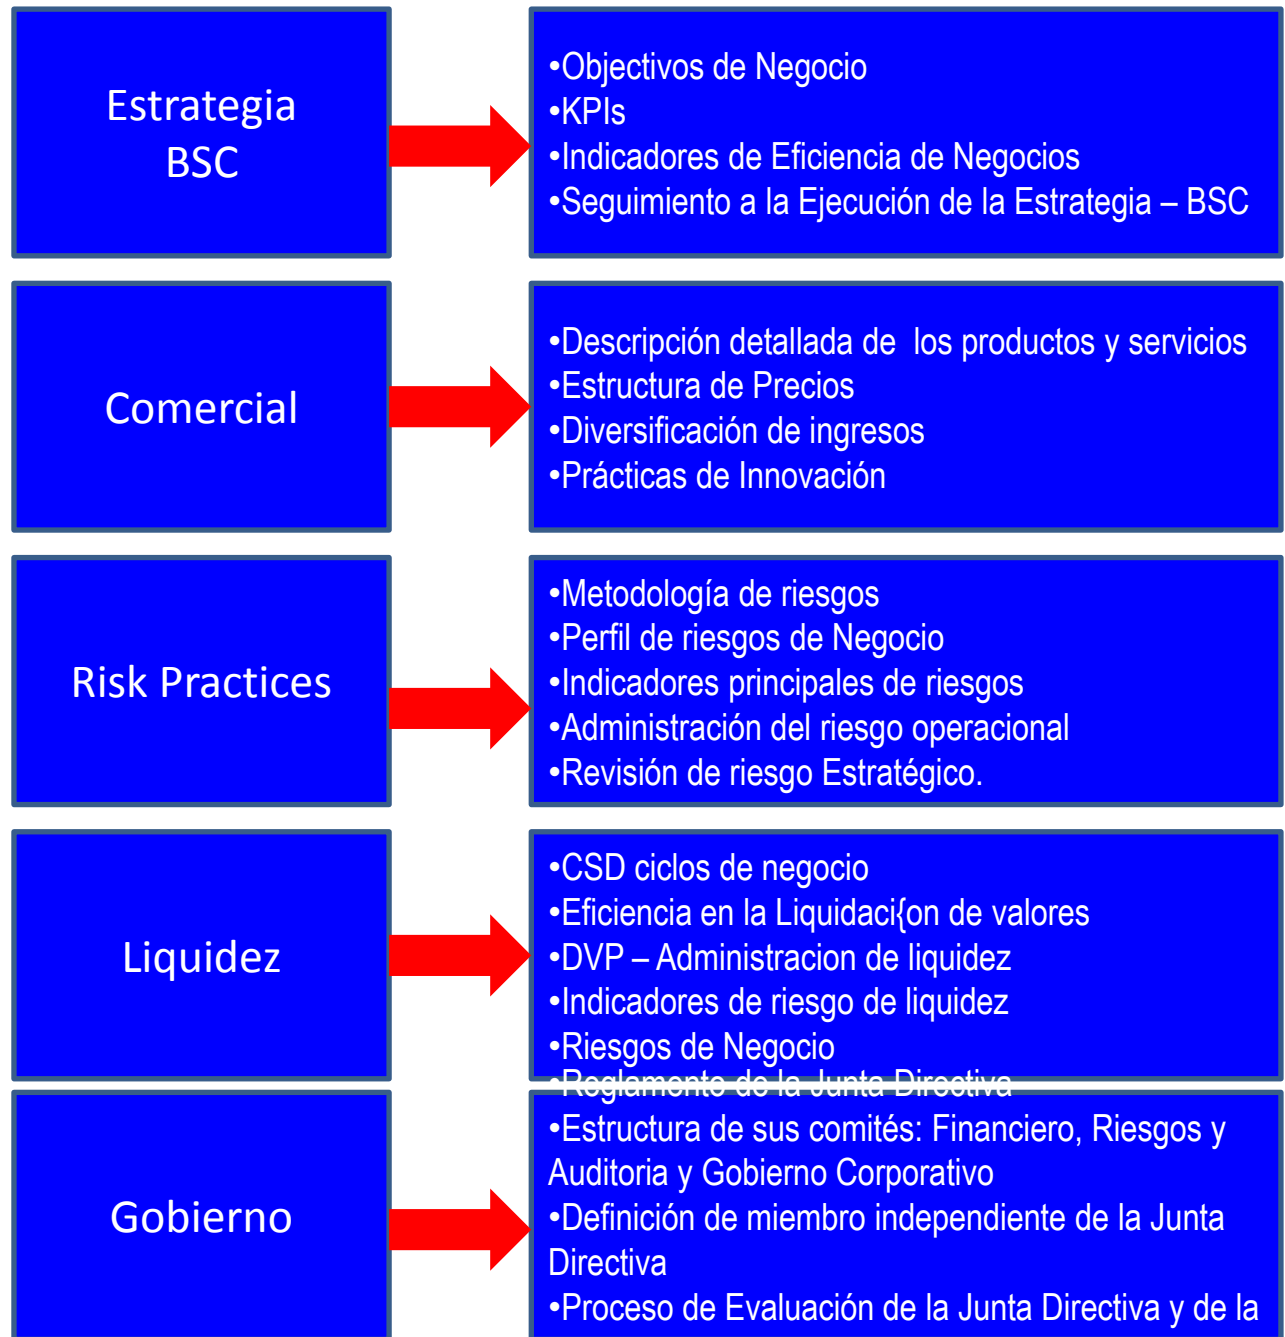 Estrategia
BSC
•Objectivos de Negocio
•KPIs
•Indicadores de Eficiencia de Negocios
•Seguimiento a la Ejecución de la Estrategia – BSC
Comercial
•Descripción detallada de  los productos y servicios
•Estructura de Precios
•Diversificación de ingresos
•Prácticas de Innovación
Risk Practices
•Metodología de riesgos
•Perfil de riesgos de Negocio
•Indicadores principales de riesgos
•Administración del riesgo operacional
•Revisión de riesgo Estratégico.
Liquidez
•CSD ciclos de negocio
•Eficiencia en la Liquidaci{on de valores
•DVP – Administracion de liquidez
•Indicadores de riesgo de liquidez
•Riesgos de Negocio
Gobierno
•Reglamento de la Junta Directiva
•Estructura de sus comités: Financiero, Riesgos y
Auditoria y Gobierno Corporativo
•Definición de miembro independiente de la Junta
Directiva
•Proceso de Evaluación de la Junta Directiva y de la